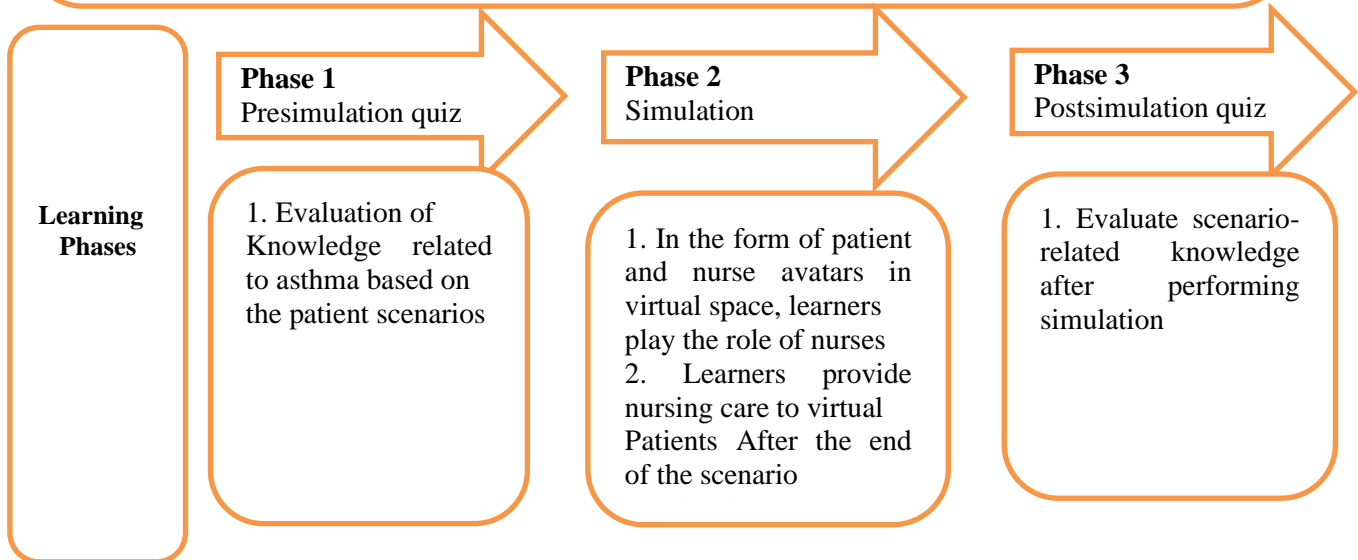 Learning
Phases
Phase 1
Presimulation quiz
1. Evaluation of
Knowledge related
to asthma based on
the patient scenarios
Phase 2
Simulation
1. In the form of patient
and nurse avatars in
virtual space, learners
play the role of nurses
2. Learners provide
nursing care to virtual
Patients After the end
of the scenario
Phase 3
Postsimulation quiz
1. Evaluate scenario-
related knowledge
after performing
simulation